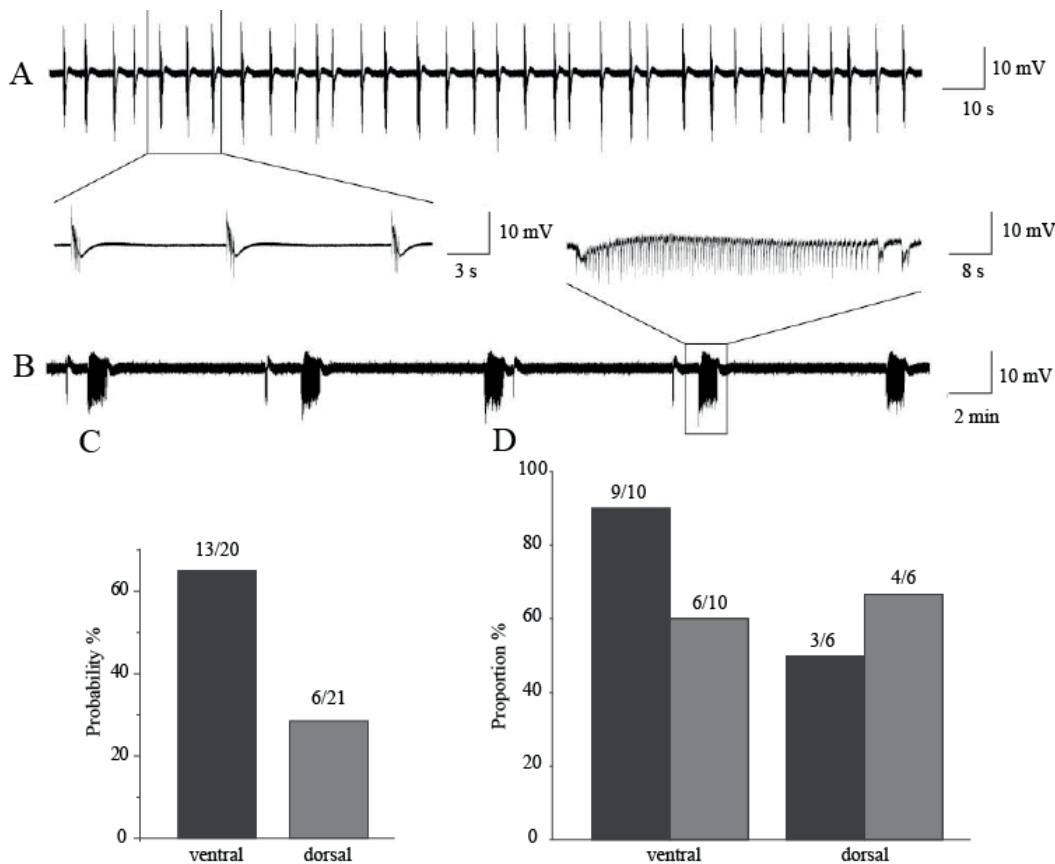 A
10 mV
10 s
10 mV
3 s
10 mV
8 s
B
10 mV
2 min
C
D
Probability %
60
40
20
0
13/20
6/21
ventral
dorsal
Proportion %
100
80
60
40
20
0
9/10
6/10
3/6
4/6
ventral
dorsal